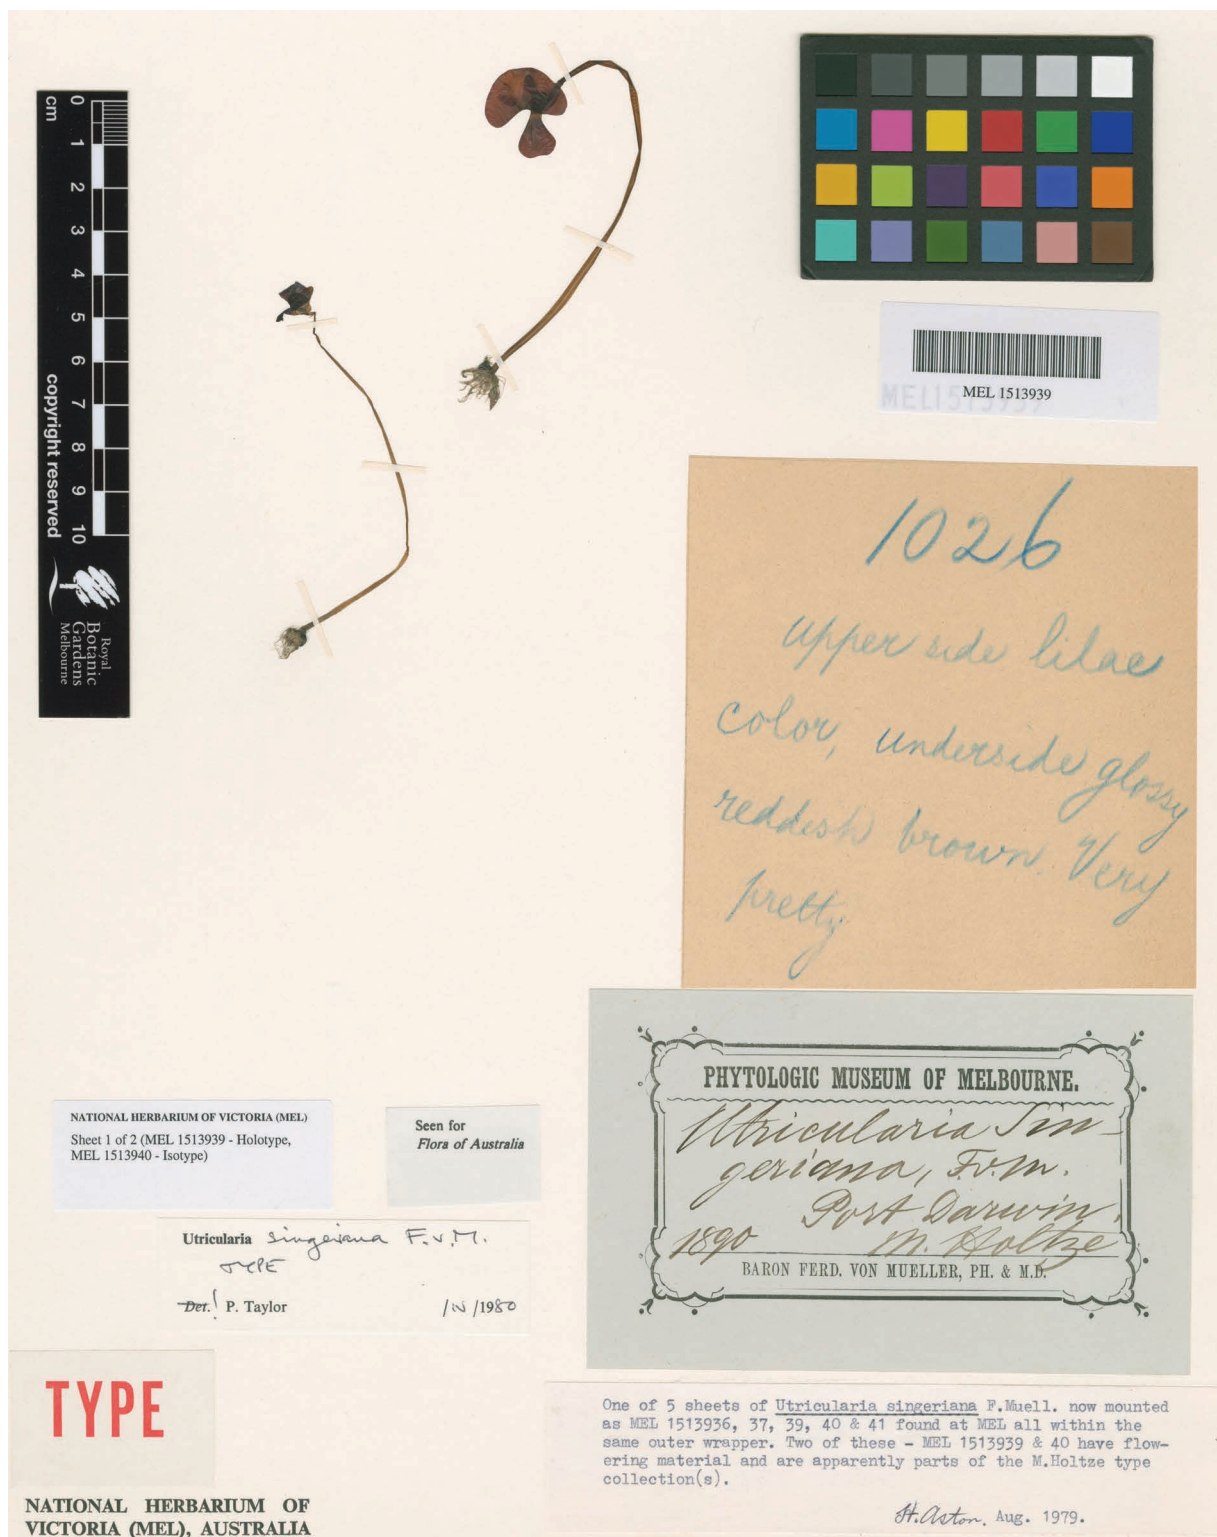 0
cm
1
2
3
4
5
6
7
8
9
10
copyright reserved
Royal
Botanic
Gardens
Melbourne
MEL 1513939
1026
upper side lilac
color, underside glossy
reddish brown. Very
pretty
PHYTOLOGIC MUSEUM OF MELBOURNE.
Utricularia Sin-
geriana, F.v.M.
Port Darwin,
1890 M. Holtze
BARON FERD. VON MUELLER, PH. & M.D.
NATIONAL HERBARIUM OF VICTORIA (MEL)
Sheet 1 of 2 (MEL 1513939 - Holotype,
MEL 1513940 - Isotype)
Seen for
Flora of Australia
Utricularia singeriana F.v.M.
TYPE
Det.! P. Taylor /IV/1980
TYPE
NATIONAL HERBARIUM OF
VICTORIA (MEL), AUSTRALIA
One of 5 sheets of Utricularia singeriana F.Muell. now mounted
as MEL 1513936, 37, 39, 40 & 41 found at MEL all within the
same outer wrapper. Two of these - MEL 1513939 & 40 have flow-
ering material and are apparently parts of the M.Holtze type
collection(s).
H. Aston. Aug. 1979.